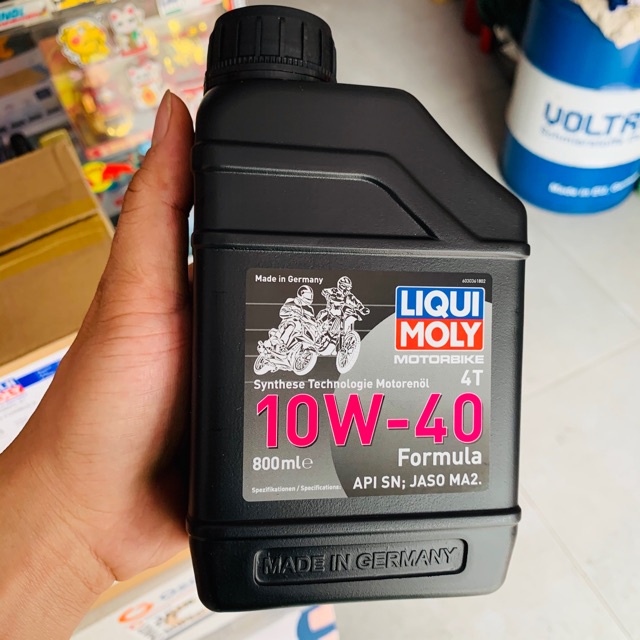 VOLTR
Made in Germany
LIQUI
MOLY
MOTORBIKE
4T
Synthese Technologie Motorenöl
10W-40
Formula
800ml e
API SN; JASO MA2.
Spezifikationen / Specifications:
MADE IN GERMANY